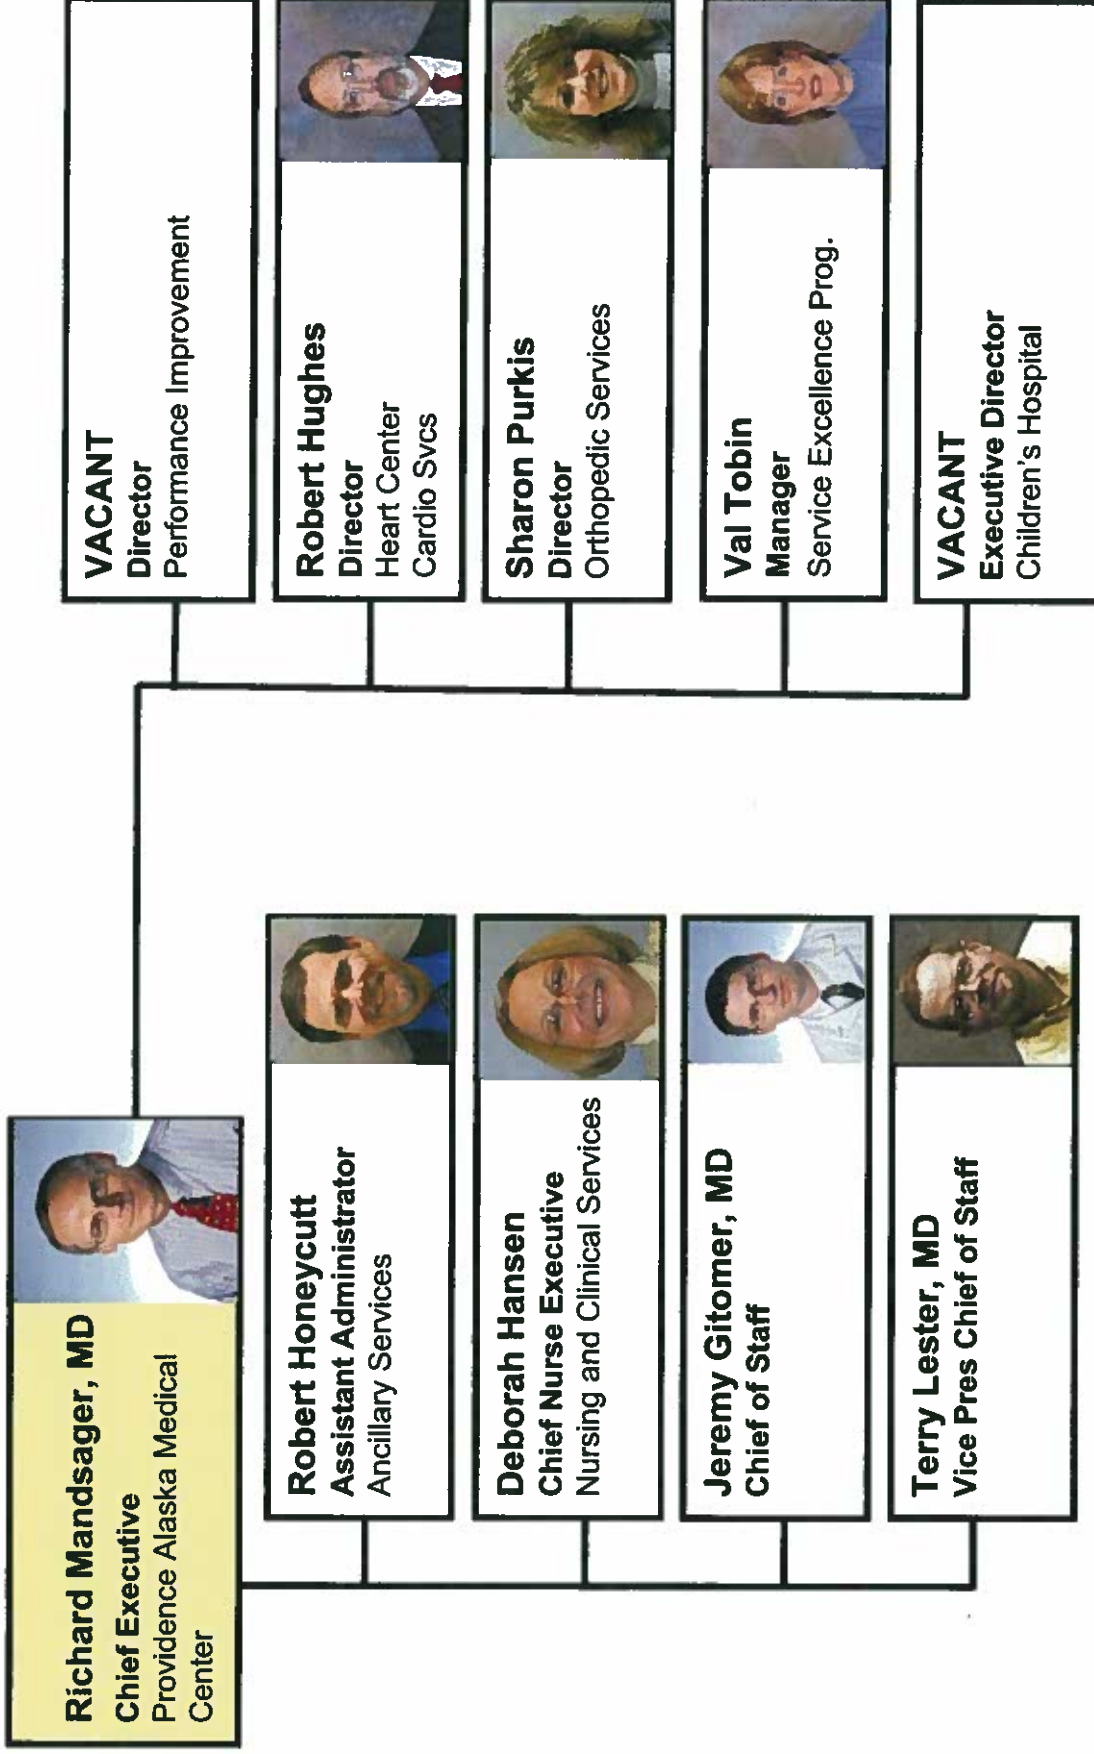 Richard Mandsager, MD
Chief Executive
Providence Alaska Medical
Center
Robert Honeycutt
Assistant Administrator
Ancillary Services
Deborah Hansen
Chief Nurse Executive
Nursing and Clinical Services
Jeremy Gitomer, MD
Chief of Staff
Terry Lester, MD
Vice Pres Chief of Staff
VACANT
Director
Performance Improvement
Robert Hughes
Director
Heart Center
Cardio Svcs
Sharon Purkis
Director
Orthopedic Services
Val Tobin
Manager
Service Excellence Prog.
VACANT
Executive Director
Children's Hospital